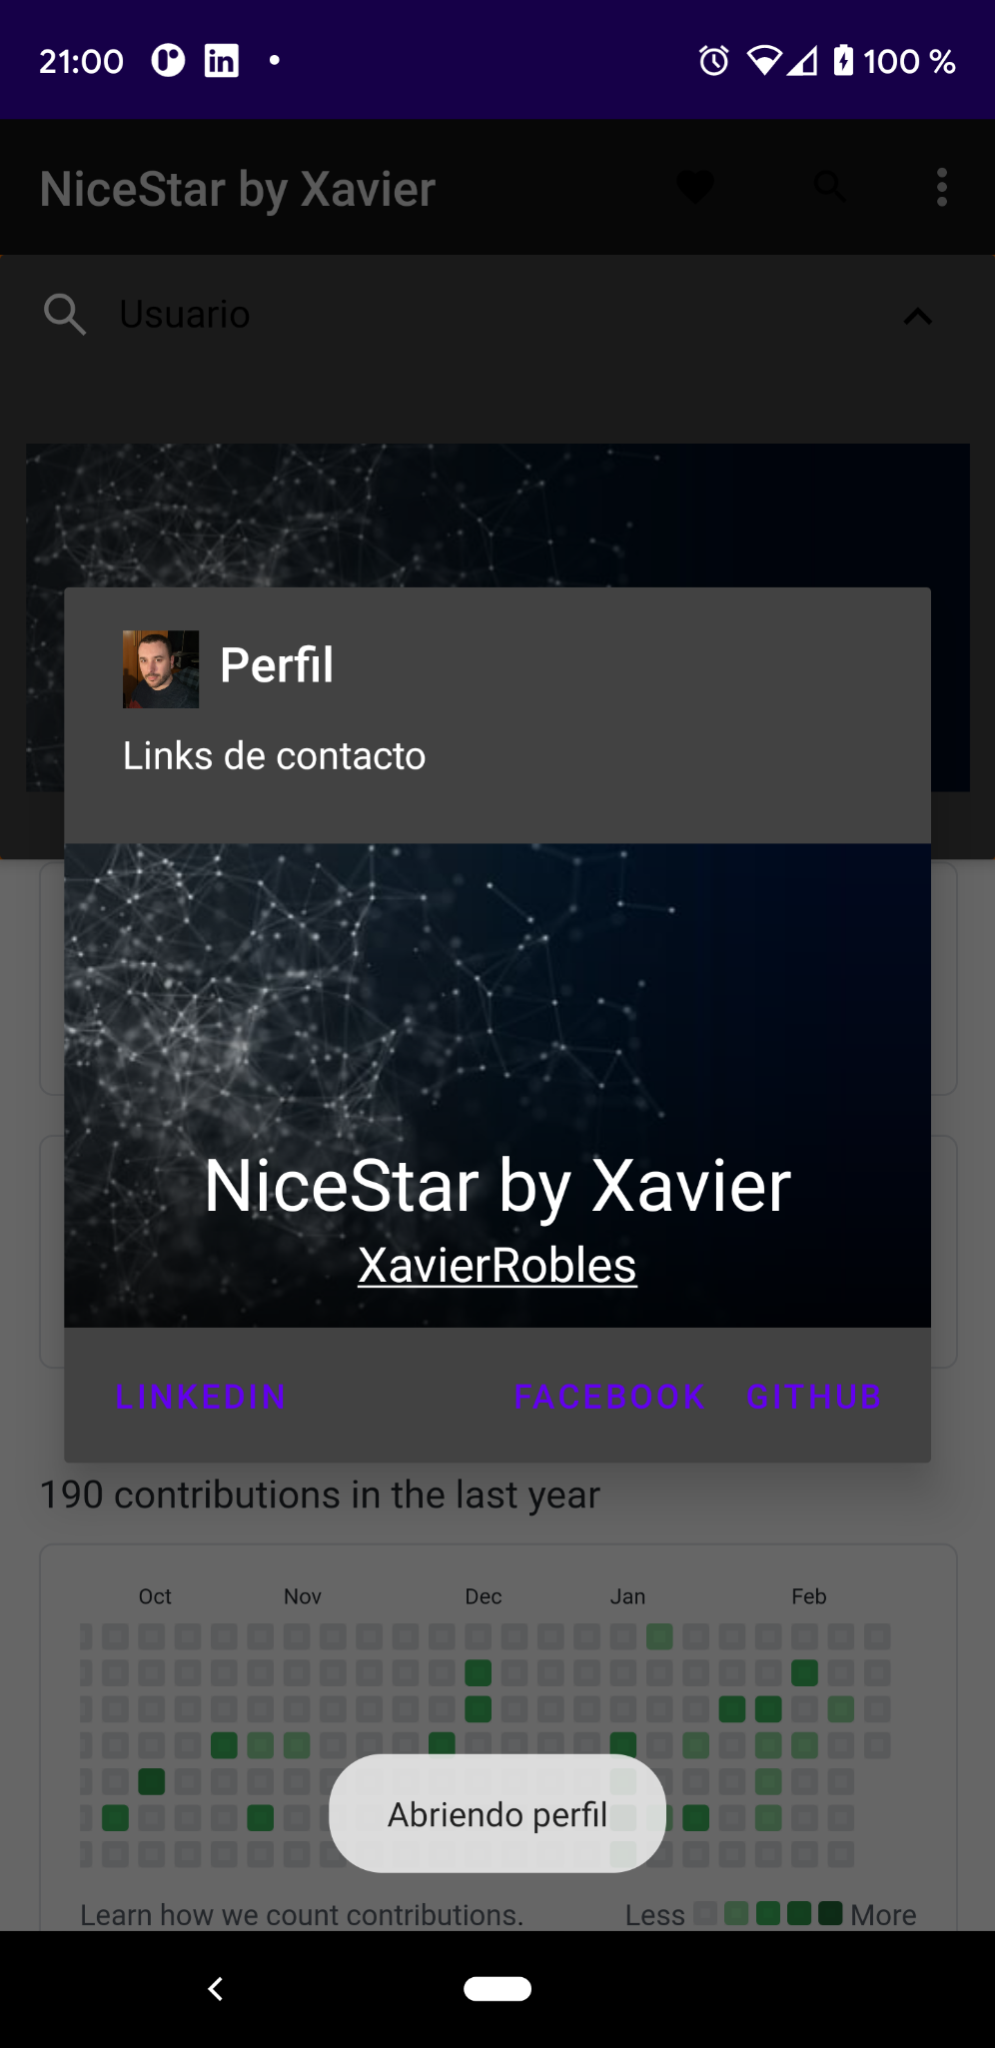 21:00 in 100 %
NiceStar by Xavier
Usuario
Perfil
Links de contacto
NiceStar by Xavier
XavierRobles
LINKEDIN FACEBOOK GITHUB
190 contributions in the last year
Oct Nov Dec Jan Feb
Abriendo perfil
Learn how we count contributions. Less More